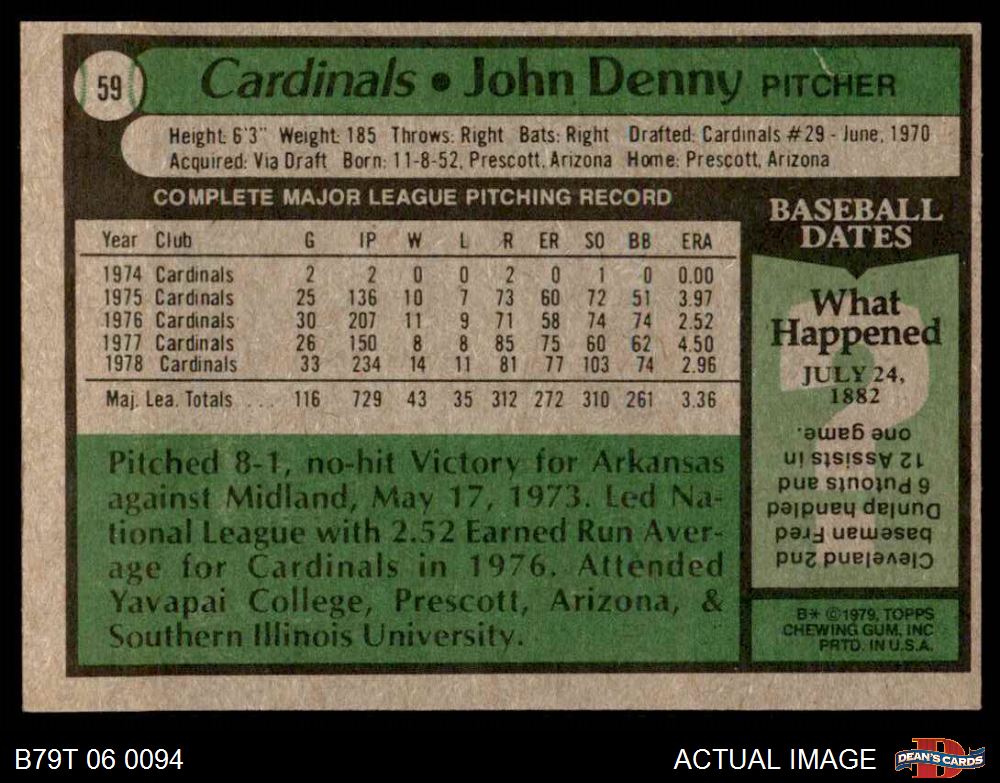 59
Cardinals • John Denny PITCHER
Height: 6'3" Weight: 185 Throws: Right Bats: Right Drafted: Cardinals #29 - June, 1970
Acquired: Via Draft Born: 11-8-52, Prescott, Arizona Home: Prescott, Arizona
COMPLETE MAJOR LEAGUE PITCHING RECORD
Year Club G IP W L R ER SO BB ERA
1974 Cardinals 2 2 0 0 2 0 1 0 0.00
1975 Cardinals 25 136 10 7 73 60 72 51 3.97
1976 Cardinals 30 207 11 9 71 58 74 74 2.52
1977 Cardinals 26 150 8 8 85 75 60 62 4.50
1978 Cardinals 33 234 14 11 81 77 103 74 2.96
Maj. Lea. Totals ... 116 729 43 35 312 272 310 261 3.36
Pitched 8-1, no-hit Victory for Arkansas
against Midland, May 17, 1973. Led Na-
tional League with 2.52 Earned Run Aver-
age for Cardinals in 1976. Attended
Yavapai College, Prescott, Arizona, &
Southern Illinois University.
BASEBALL
DATES
What
Happened
JULY 24,
1882
Cleveland 2nd
baseman Fred
Dunlap handled
6 Putouts and
12 Assists in
one game.
B* ©1979, TOPPS
CHEWING GUM, INC
PRTD. IN U.S.A.
B79T 06 0094
ACTUAL IMAGE
DEAN'S CARDS